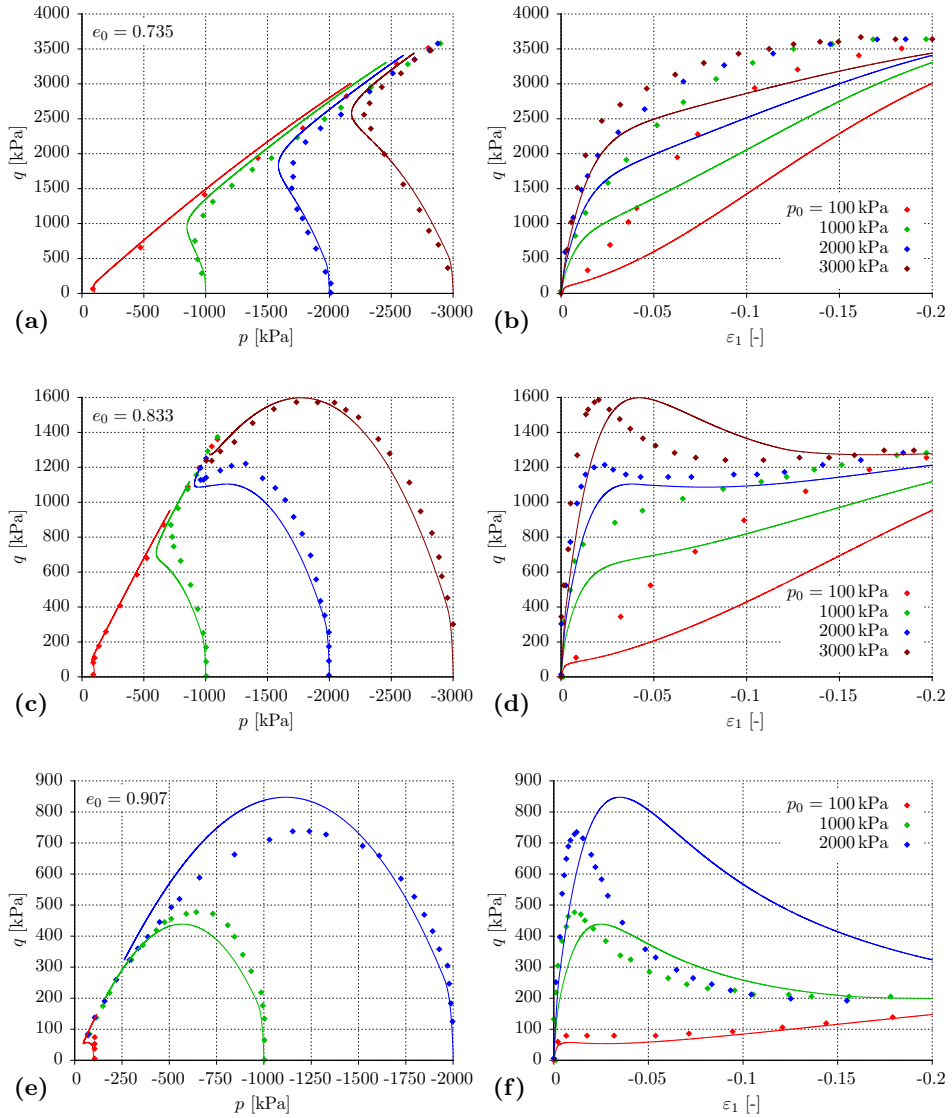 4000
3500
3000
2500
2000
1500
1000
500
0
q [kPa]
e₀ = 0.735
0 -500 -1000 -1500 -2000 -2500 -3000
p [kPa]
(a)
4000
3500
3000
2500
2000
1500
1000
500
0
q [kPa]
p₀ = 100 kPa
1000 kPa
2000 kPa
3000 kPa
0 -0.05 -0.1 -0.15 -0.2
ε₁ [-]
(b)
1600
1400
1200
1000
800
600
400
200
0
q [kPa]
e₀ = 0.833
0 -500 -1000 -1500 -2000 -2500 -3000
p [kPa]
(c)
1600
1400
1200
1000
800
600
400
200
0
q [kPa]
p₀ = 100 kPa
1000 kPa
2000 kPa
3000 kPa
0 -0.05 -0.1 -0.15 -0.2
ε₁ [-]
(d)
900
800
700
600
500
400
300
200
100
0
q [kPa]
e₀ = 0.907
0 -250 -500 -750 -1000 -1250 -1500 -1750 -2000
p [kPa]
(e)
900
800
700
600
500
400
300
200
100
0
q [kPa]
p₀ = 100 kPa
1000 kPa
2000 kPa
0 -0.05 -0.1 -0.15 -0.2
ε₁ [-]
(f)